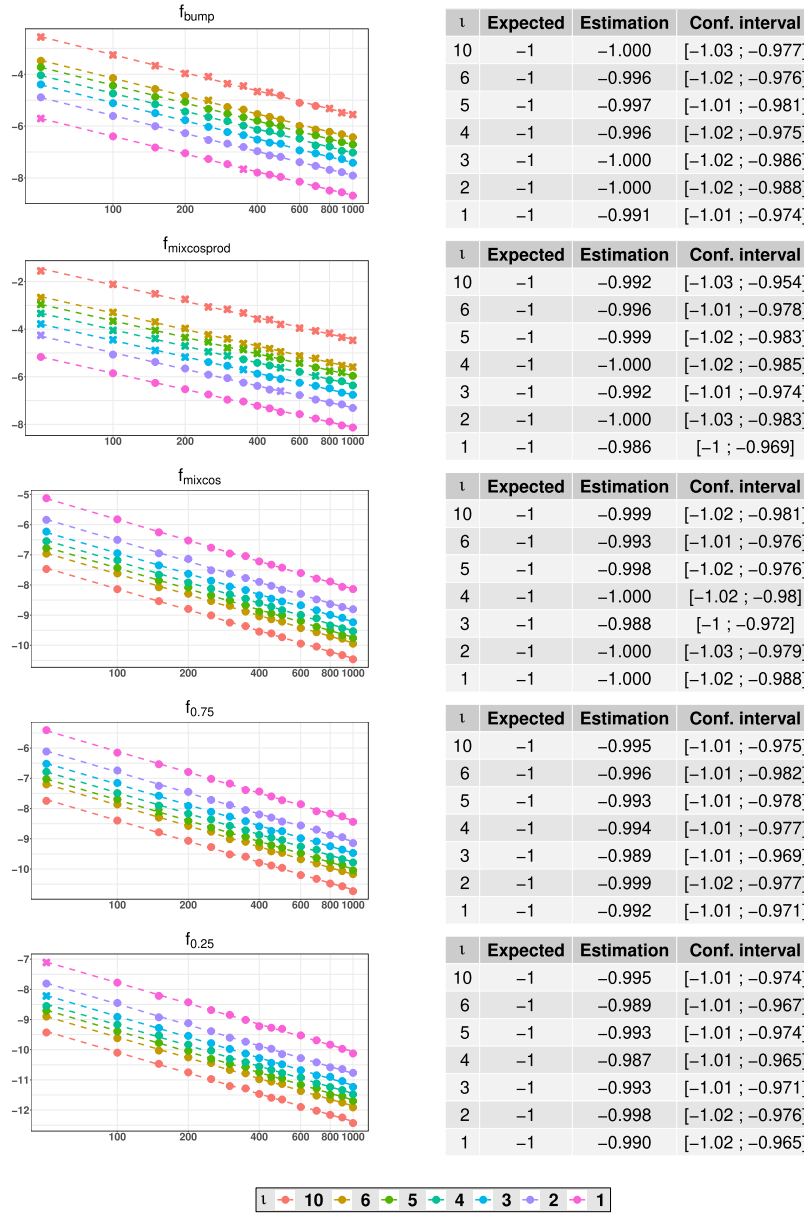 f_bump
−4
−6
−8
100 200 400 600 800 1000
ι Expected Estimation Conf. interval
10 −1 −1.000 [−1.03 ; −0.977]
6 −1 −0.996 [−1.02 ; −0.976]
5 −1 −0.997 [−1.01 ; −0.981]
4 −1 −0.996 [−1.02 ; −0.975]
3 −1 −1.000 [−1.02 ; −0.986]
2 −1 −1.000 [−1.02 ; −0.988]
1 −1 −0.991 [−1.01 ; −0.974]
f_mixcosprod
−2
−4
−6
−8
100 200 400 600 800 1000
ι Expected Estimation Conf. interval
10 −1 −0.992 [−1.03 ; −0.954]
6 −1 −0.996 [−1.01 ; −0.978]
5 −1 −0.999 [−1.02 ; −0.983]
4 −1 −1.000 [−1.02 ; −0.985]
3 −1 −0.992 [−1.01 ; −0.974]
2 −1 −1.000 [−1.03 ; −0.983]
1 −1 −0.986 [−1 ; −0.969]
f_mixcos
−5
−6
−7
−8
−9
−10
100 200 400 600 800 1000
ι Expected Estimation Conf. interval
10 −1 −0.999 [−1.02 ; −0.981]
6 −1 −0.993 [−1.01 ; −0.976]
5 −1 −0.998 [−1.02 ; −0.976]
4 −1 −1.000 [−1.02 ; −0.98]
3 −1 −0.988 [−1 ; −0.972]
2 −1 −1.000 [−1.03 ; −0.979]
1 −1 −1.000 [−1.02 ; −0.988]
f_0.75
−6
−7
−8
−9
−10
100 200 400 600 800 1000
ι Expected Estimation Conf. interval
10 −1 −0.995 [−1.01 ; −0.975]
6 −1 −0.996 [−1.01 ; −0.982]
5 −1 −0.993 [−1.01 ; −0.978]
4 −1 −0.994 [−1.01 ; −0.977]
3 −1 −0.989 [−1.01 ; −0.969]
2 −1 −0.999 [−1.02 ; −0.977]
1 −1 −0.992 [−1.01 ; −0.971]
f_0.25
−7
−8
−9
−10
−11
−12
100 200 400 600 800 1000
ι Expected Estimation Conf. interval
10 −1 −0.995 [−1.01 ; −0.974]
6 −1 −0.989 [−1.01 ; −0.967]
5 −1 −0.993 [−1.01 ; −0.974]
4 −1 −0.987 [−1.01 ; −0.965]
3 −1 −0.993 [−1.01 ; −0.971]
2 −1 −0.998 [−1.02 ; −0.976]
1 −1 −0.990 [−1.02 ; −0.965]
ι 10 6 5 4 3 2 1